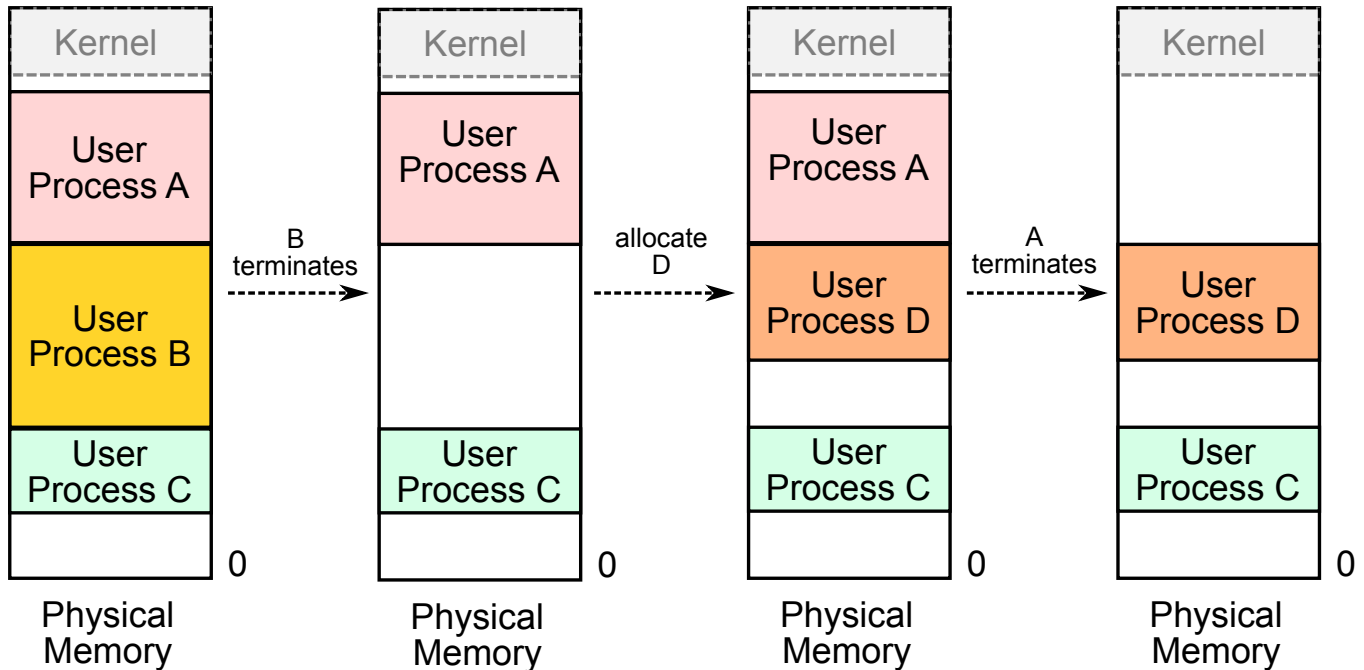 Kernel
User
Process A
User
Process B
User
Process C
0
Physical
Memory
B
terminates
Kernel
User
Process A
User
Process C
0
Physical
Memory
allocate
D
Kernel
User
Process A
User
Process D
User
Process C
0
Physical
Memory
A
terminates
Kernel
User
Process D
User
Process C
0
Physical
Memory